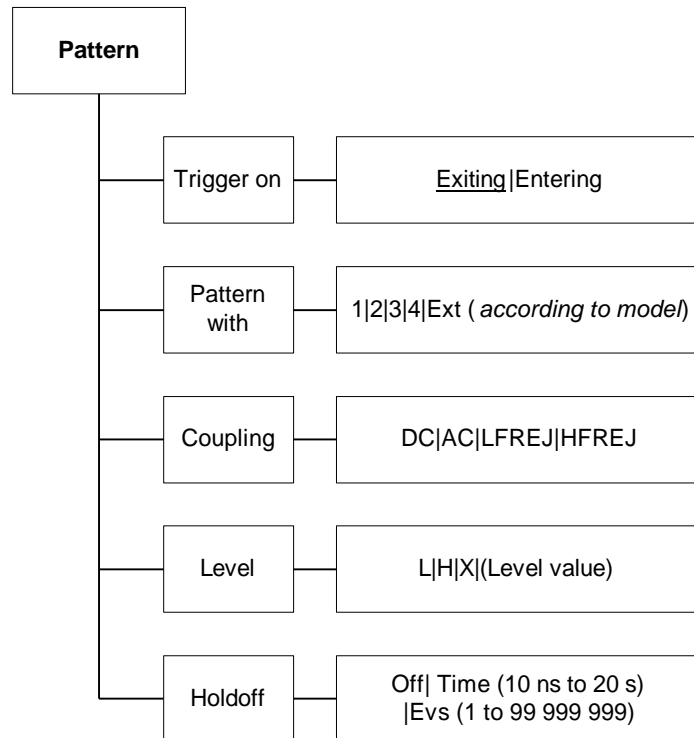 Pattern
Trigger on
Exiting|Entering
Pattern
with
1|2|3|4|Ext ( according to model)
Coupling
DC|AC|LFREJ|HFREJ
Level
L|H|X|(Level value)
Holdoff
Off| Time (10 ns to 20 s)
|Evs (1 to 99 999 999)